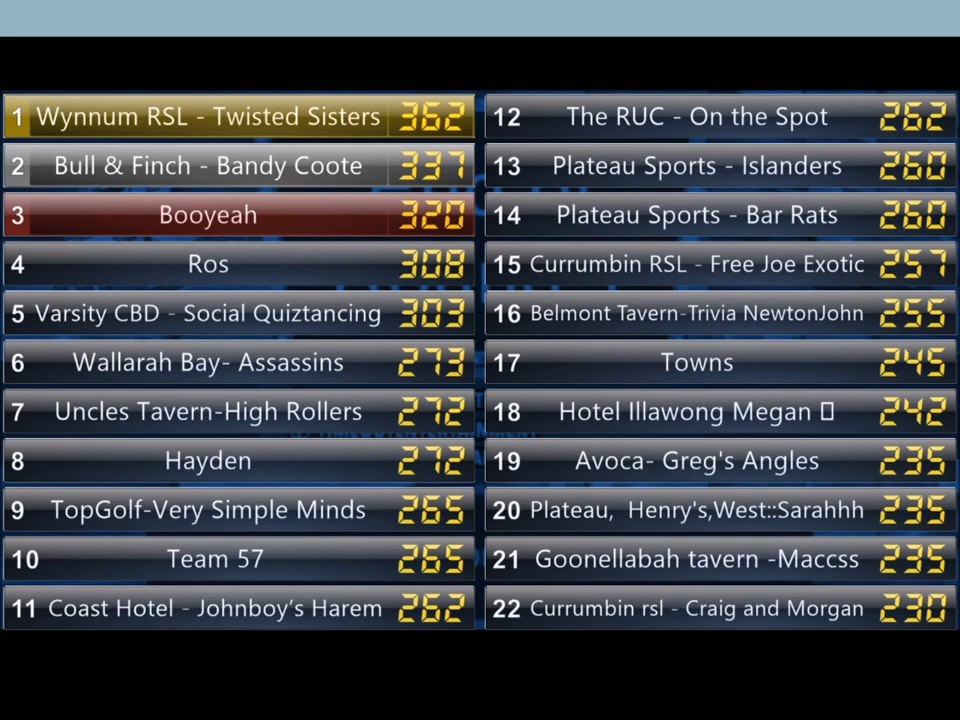 1 Wynnum RSL - Twisted Sisters 362
2 Bull & Finch - Bandy Coote 337
3 Booyeah 320
4 Ros 308
5 Varsity CBD - Social Quiztancing 303
6 Wallarah Bay- Assassins 273
7 Uncles Tavern-High Rollers 272
8 Hayden 272
9 TopGolf-Very Simple Minds 265
10 Team 57 265
11 Coast Hotel - Johnboy’s Harem 262
12 The RUC - On the Spot 262
13 Plateau Sports - Islanders 260
14 Plateau Sports - Bar Rats 260
15 Currumbin RSL - Free Joe Exotic 257
16 Belmont Tavern-Trivia NewtonJohn 255
17 Towns 245
18 Hotel Illawong Megan 242
19 Avoca- Greg's Angles 235
20 Plateau, Henry's,West::Sarahhh 235
21 Goonellabah tavern -Maccss 235
22 Currumbin rsl - Craig and Morgan 230